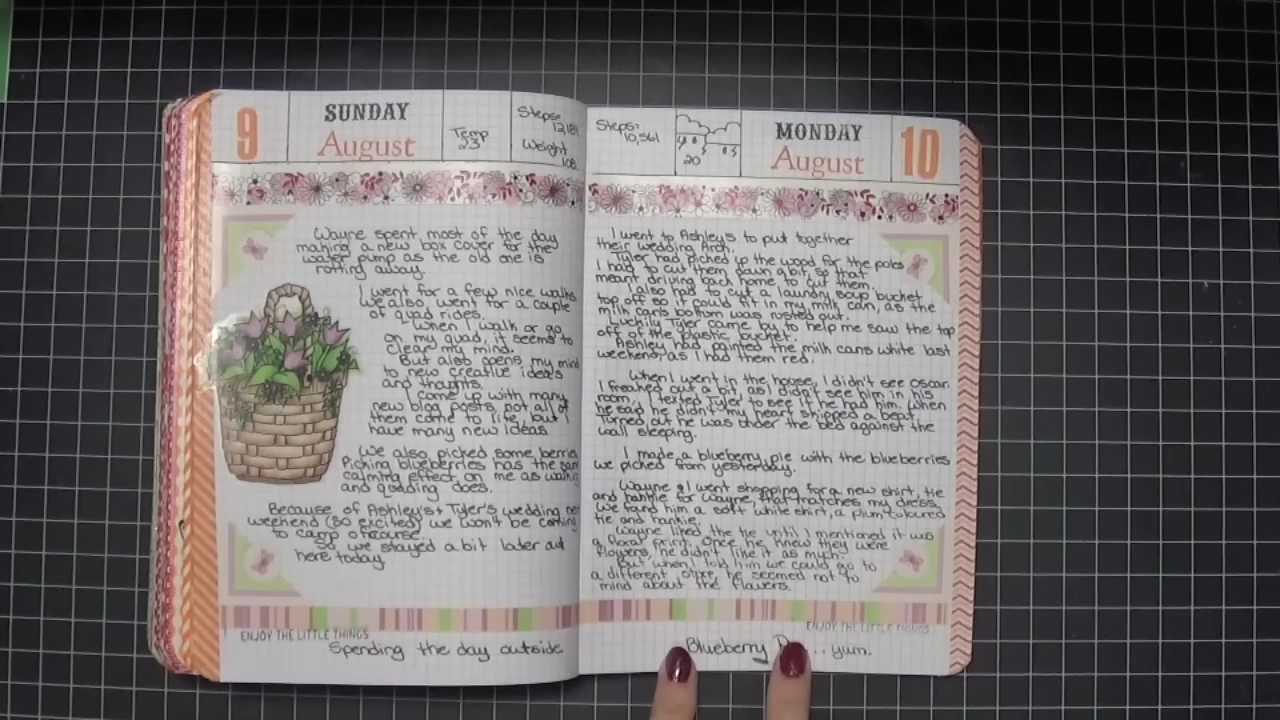 9
SUNDAY
August
Temp
23
Steps:
12,181
Weight
108
Wayne spent most of the day
making a new box cover for the
water pump as the old one is
rotting away.
I went for a few nice walks
We also went for a couple
of quad rides.
When I walk or go
on my quad, it seems to
clear my mind.
But also opens my mind
to new creative ideas
and thoughts.
I come up with many
new blog posts, not all of
them come to life, but I
have many new ideas
We also picked some berries
Picking blueberries has the same
calming effect on me as walking
and quading does.
Because of Ashley's + Tyler's wedding
weekend (so excited) we won't be coming
to camp ofcourse.
So we stayed a bit later out
here today.
ENJOY THE LITTLE THINGS
Spending the day outside.
Steps:
10,561
20
MONDAY
August
10
I went to Ashley's to put together
their wedding Arch.
Tyler had picked up the wood for the poles
I had to cut them down a bit, so that
meant driving back home to cut them.
I also had to cut a laundry soup bucket
top off so it could fit in my milk can, as the
milk can's bottom was rusted out.
Luckily Tyler came by to help me saw the top
off of the plastic bucket.
Ashley had painted the milk cans white last
weekend, as I had them red.
When I went in the house, I didn't see Oscar.
I freaked out a bit, as I didn't see him in his
room. I texted Tyler to see if he had him. When
he said he didn't my heart skipped a beat.
Turned out he was under the bed against the
wall sleeping.
I made a blueberry pie with the blueberries
we picked from yesterday.
Wayne + I went shopping for a new shirt, tie
and hankie for Wayne, that matches my dress.
We found him a soft white shirt, a plum coloured
tie and hankie.
Wayne liked the tie until I mentioned it was
a floral print. Once he knew they were
flowers, he didn't like it as much.
But when I told him we could go to
a different store, he seemed not to
mind about the flowers.
ENJOY THE LITTLE THINGS
Blueberry ... yum.